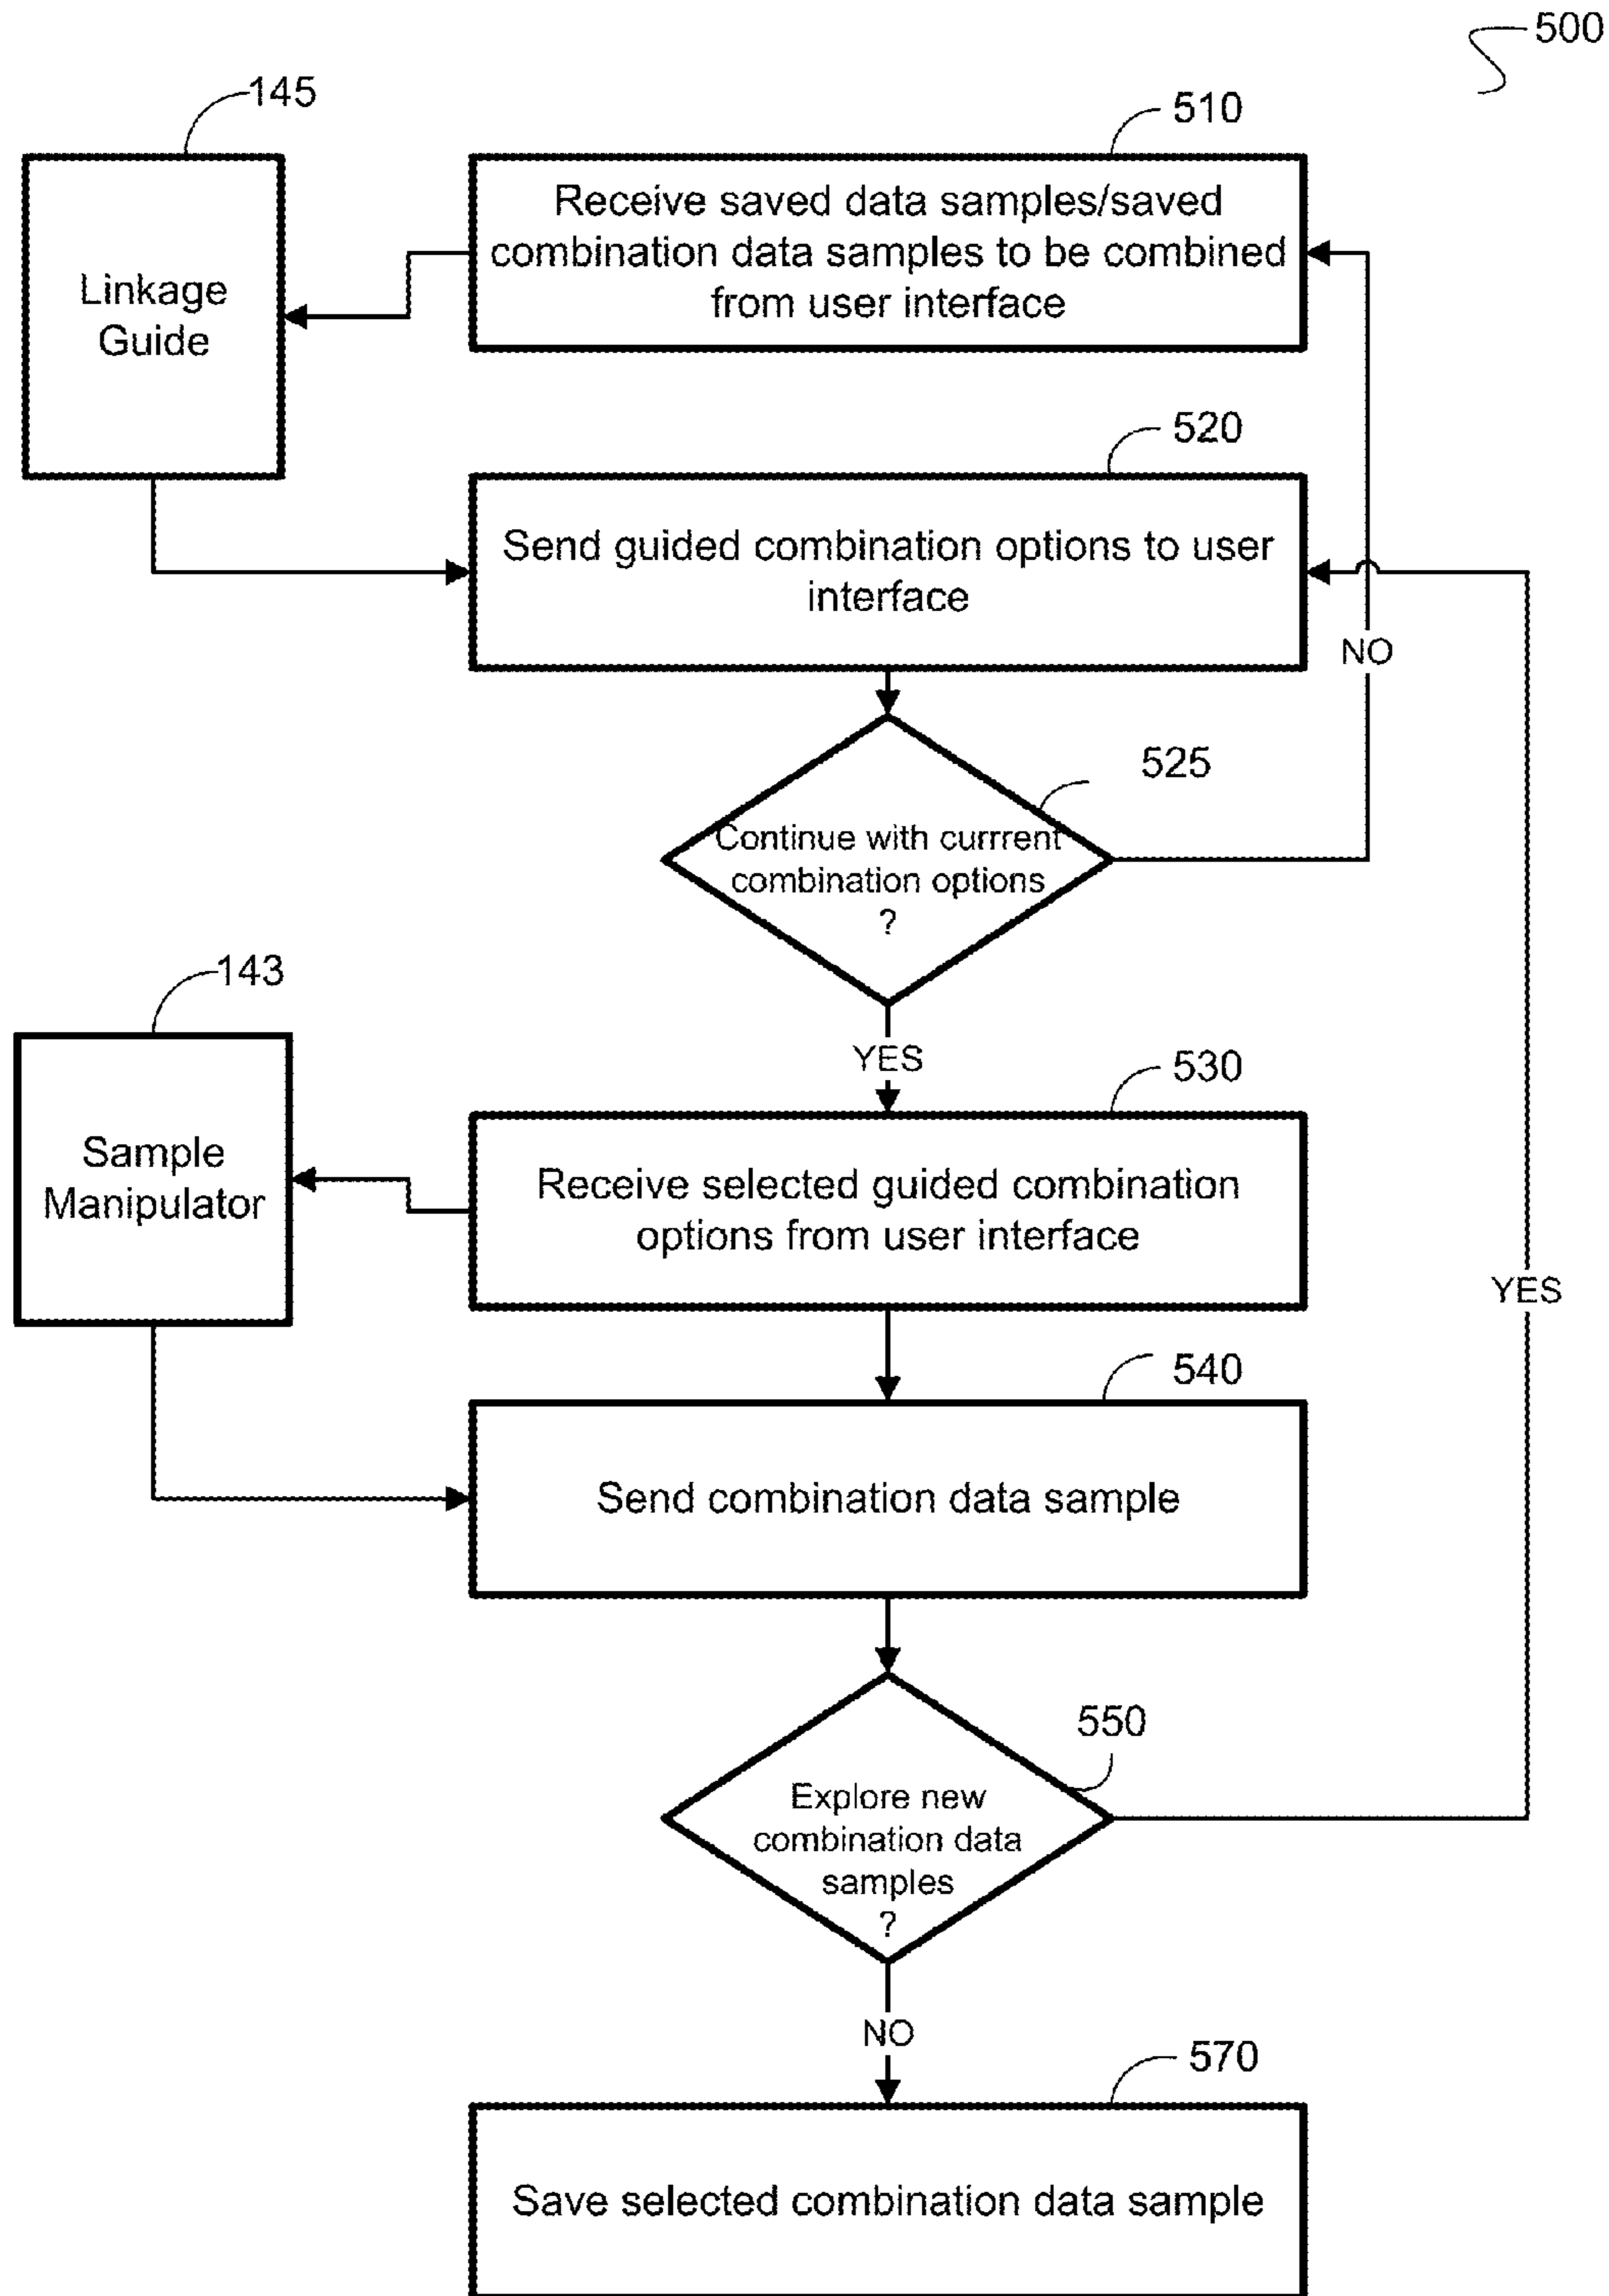 500
145
510
Receive saved data samples/saved
combination data samples to be combined
from user interface
Linkage
Guide
520
Send guided combination options to user
interface
NO
525
Continue with currrent
combination options
?
143
YES
530
Sample
Manipulator
Receive selected guided combination
options from user interface
YES
540
Send combination data sample
550
Explore new
combination data
samples
?
NO
570
Save selected combination data sample